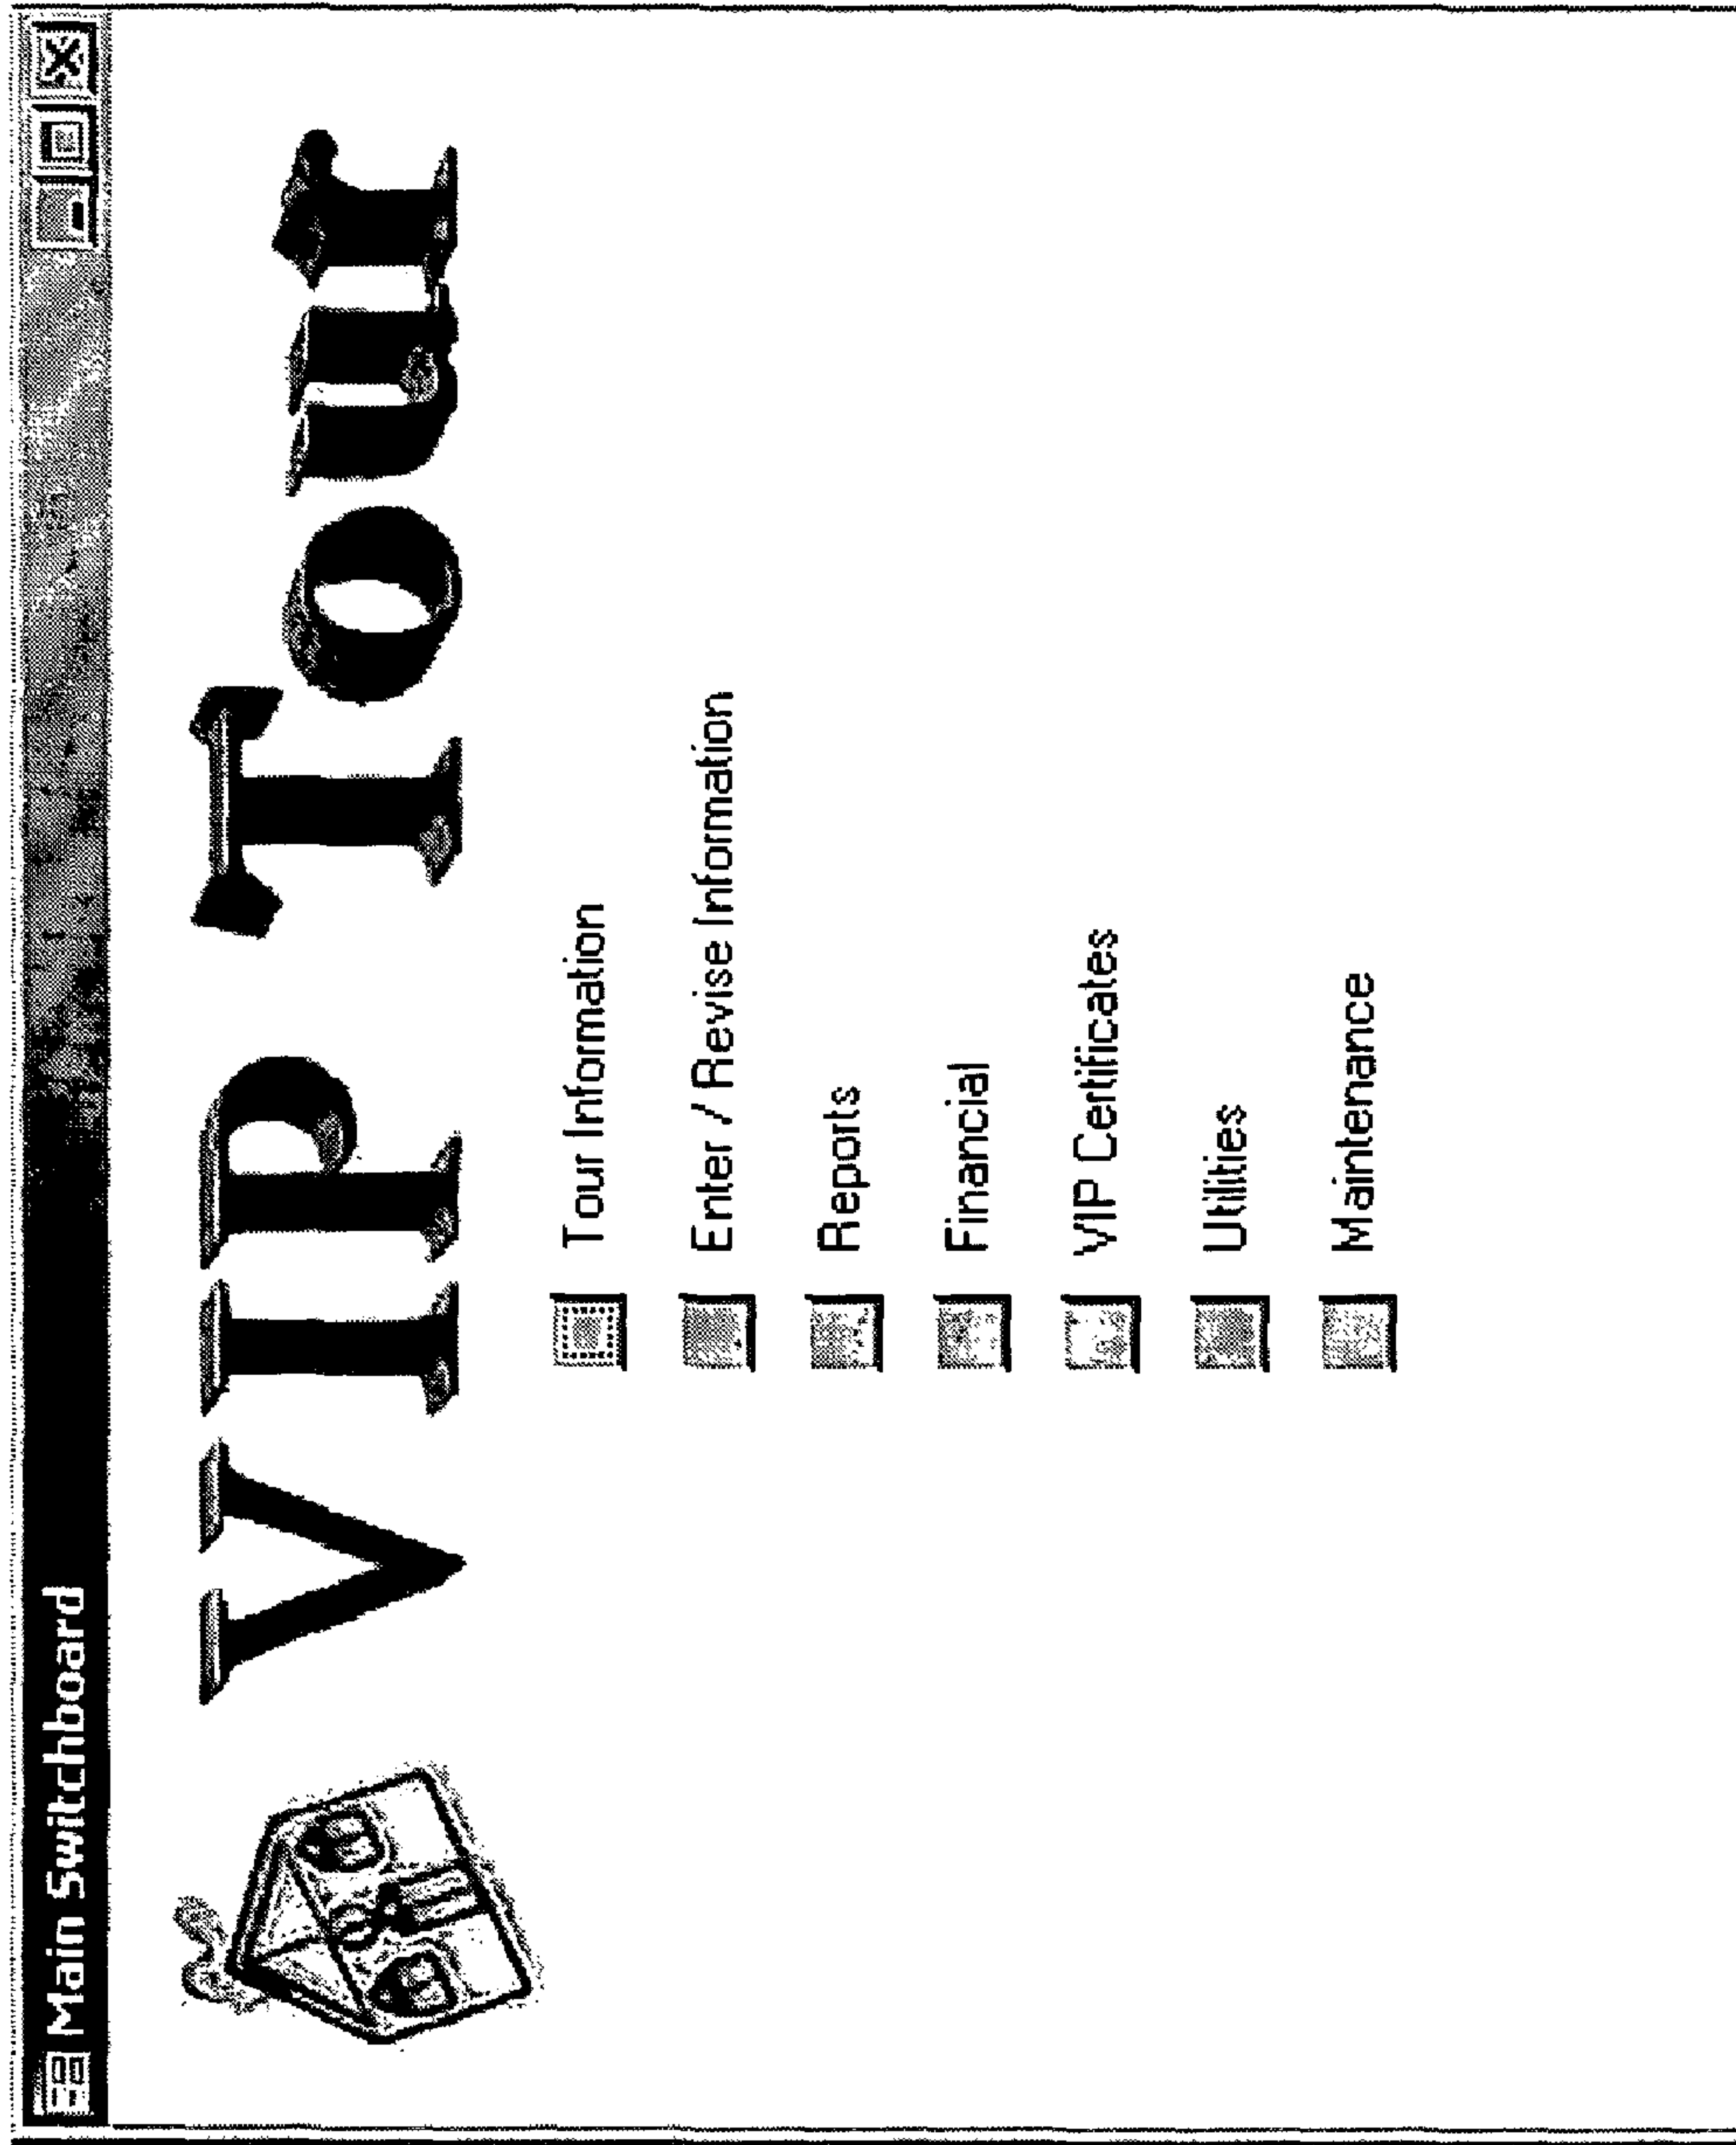 Main Switchboard
VIP Tour
Tour Information
Enter / Revise Information
Reports
Financial
VIP Certificates
Utilities
Maintenance